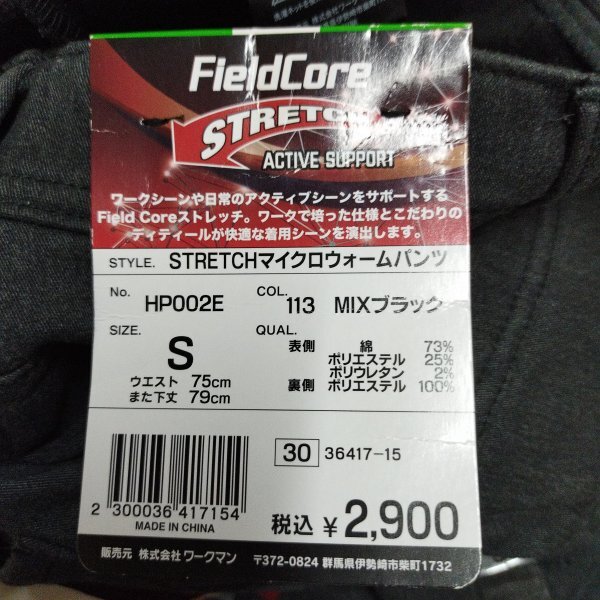 FieldCore
STRETCH
ACTIVE SUPPORT
ワークシーンや日常のアクティブシーンをサポートする
Field Coreストレッチ。ワークで培った仕様とこだわりの
ディティールが快適な着用シーンを演出します。
STYLE. STRETCHマイクロウォームパンツ
No. HP002E COL. 113 MIXブラック
SIZE. S
ウエスト 75cm
また下丈 79cm
QUAL.
表側 綿 73%
ポリエステル 25%
ポリウレタン 2%
裏側 ポリエステル 100%
30 36417-15
2 300036 417154
MADE IN CHINA
税込 ¥2,900
販売元 株式会社 ワークマン 〒372-0824 群馬県伊勢崎市柴町1732